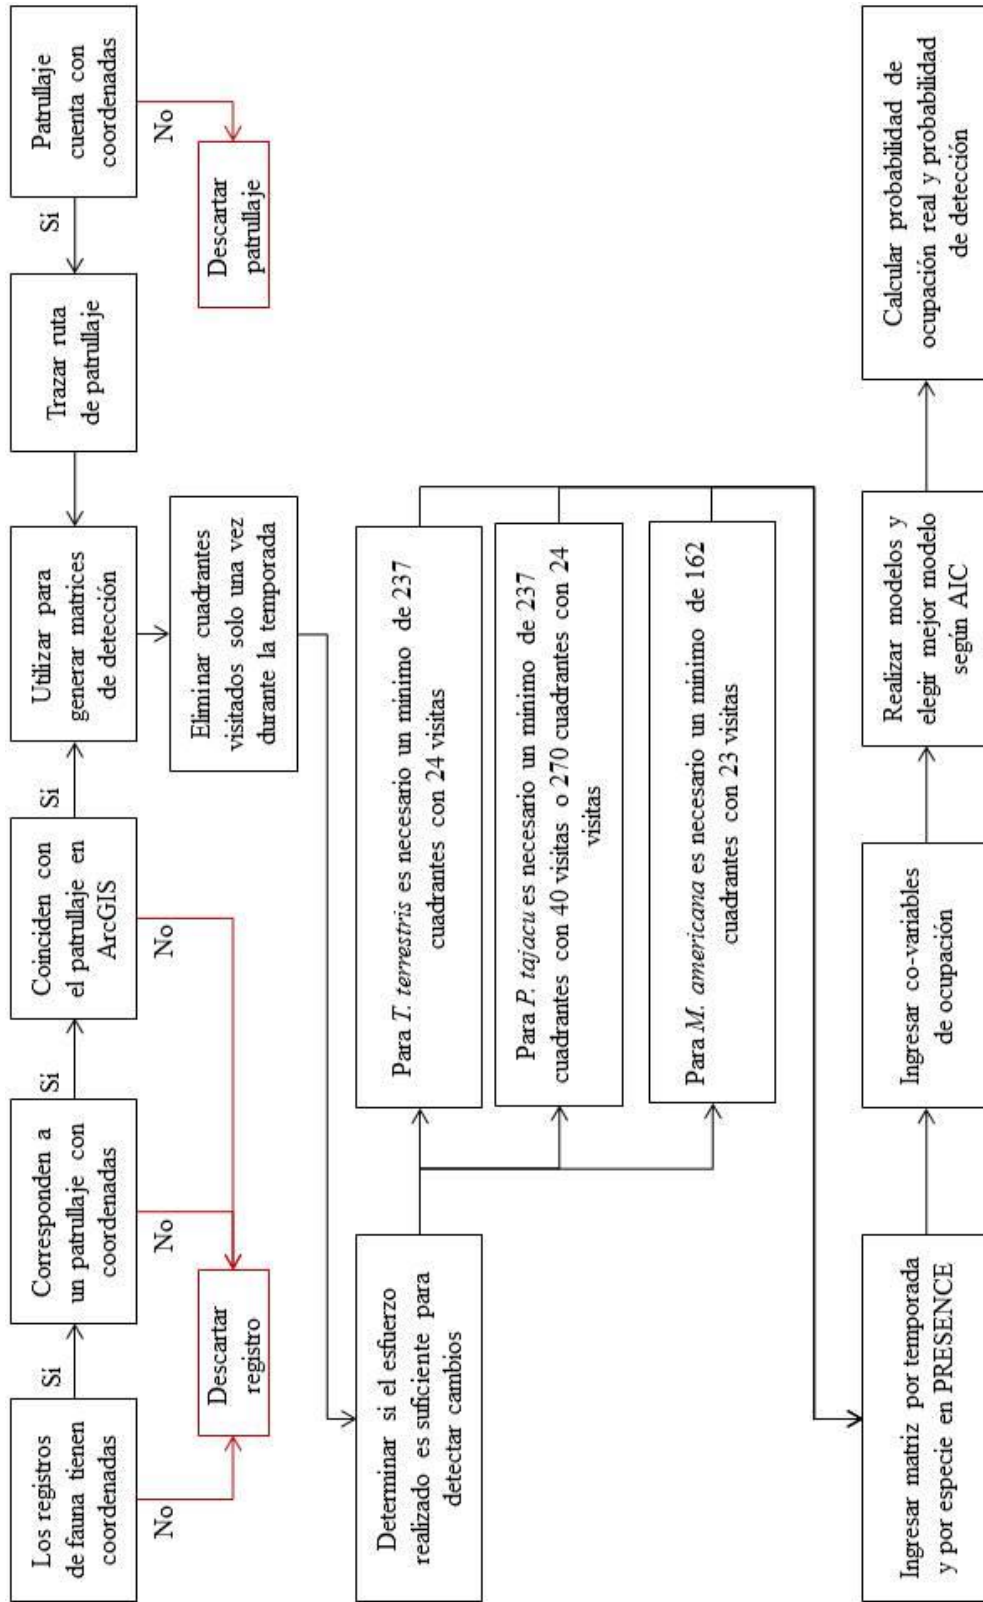 Los registros
de fauna tienen
coordenadas
Si
No
Corresponden a
un patrullaje con
coordenadas
Si
No
Coinciden con
el patrullaje en
ArcGIS
Si
No
Utilizar para
generar matrices
de detección
Trazar ruta
de patrullaje
Si
Patrullaje
cuenta con
coordenadas
No
Descartar
registro
Descartar
patrullaje
Eliminar cuadrantes
visitados solo una vez
durante la temporada
Determinar si el esfuerzo
realizado es suficiente para
detectar cambios
Para T. terrestris es necesario un mínimo de 237
cuadrantes con 24 visitas
Para P. tajacu es necesario un mínimo de 237
cuadrantes con 40 visitas o 270 cuadrantes con 24
visitas
Para M. americana es necesario un mínimo de 162
cuadrantes con 23 visitas
Ingresar matriz por temporada
y por especie en PRESENCE
Ingresar co-variables
de ocupación
Realizar modelos y
elegir mejor modelo
según AIC
Calcular probabilidad de
ocupación real y probabilidad
de detección